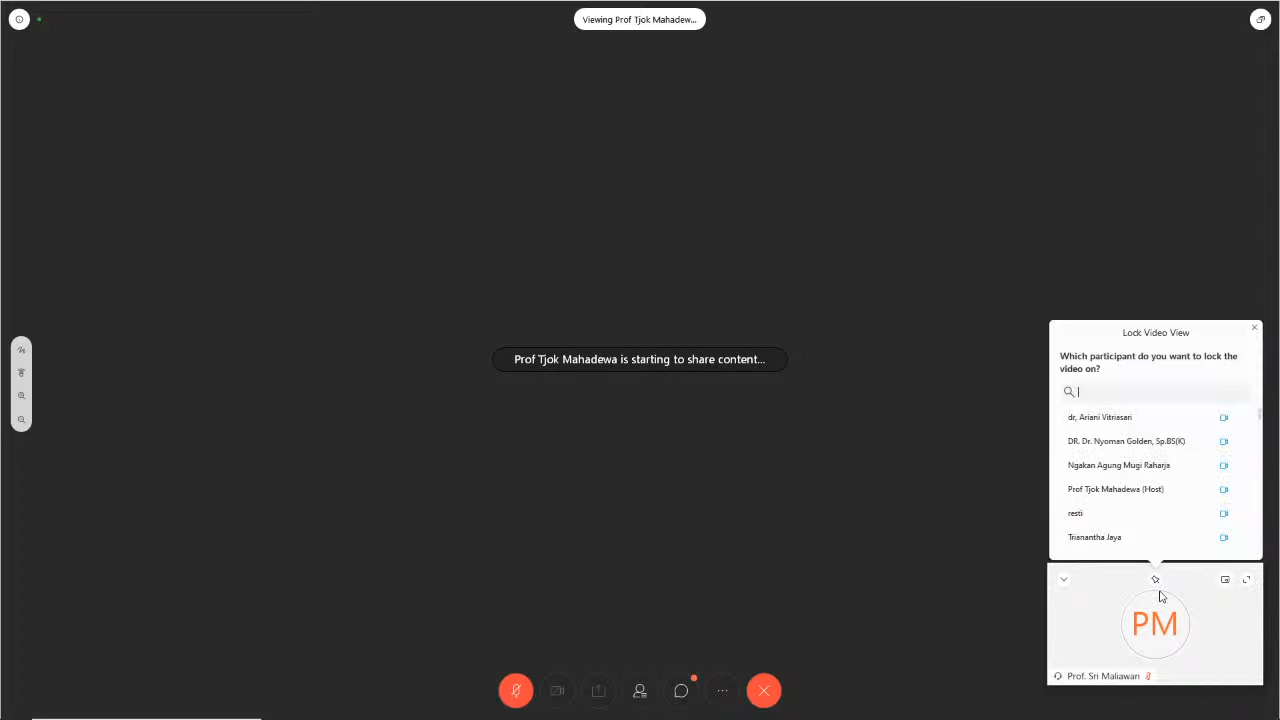 Viewing Prof Tjok Mahadew...
Prof Tjok Mahadewa is starting to share content...
Lock Video View
Which participant do you want to lock the
video on?
dr, Ariani Vitriasari
DR. Dr. Nyoman Golden, Sp.BS(K)
Ngakan Agung Mugi Raharja
Prof Tjok Mahadewa (Host)
resti
Trianantha Jaya
PM
Prof. Sri Maliawan